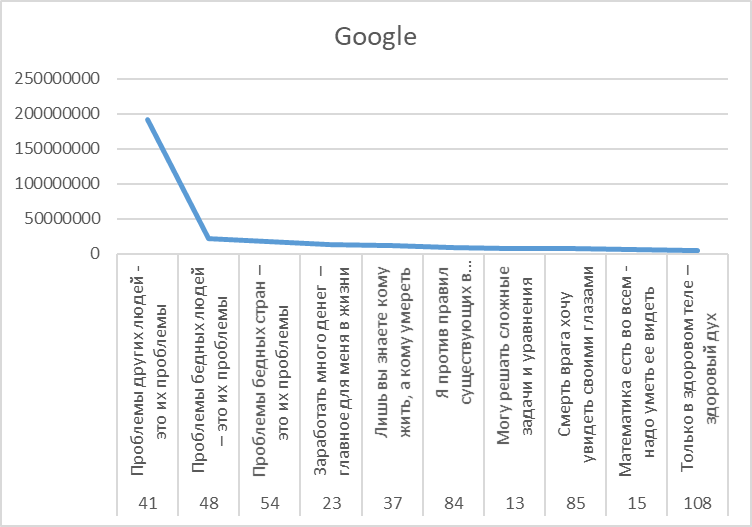 Google
250000000
200000000
150000000
100000000
50000000
0
Проблемы других людей -
это их проблемы
Проблемы бедных людей
– это их проблемы
Проблемы бедных стран –
это их проблемы
Заработать много денег –
главное для меня в жизни
Лишь вы знаете кому
жить, а кому умереть
Я против правил
существующих в...
Могу решать сложные
задачи и уравнения
Смерть врага хочу
увидеть своими глазами
Математика есть во всем -
надо уметь ее видеть
Только в здоровом теле –
здоровый дух
41 48 54 23 37 84 13 85 15 108